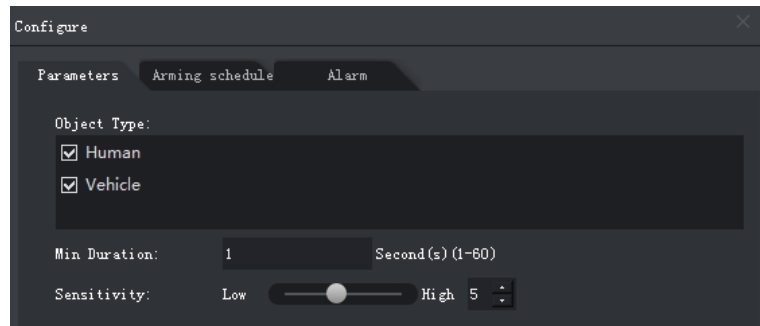 Configure
Parameters Arming schedule Alarm
Object Type:
Human
Vehicle
Min Duration: 1 Second(s)(1-60)
Sensitivity: Low High 5